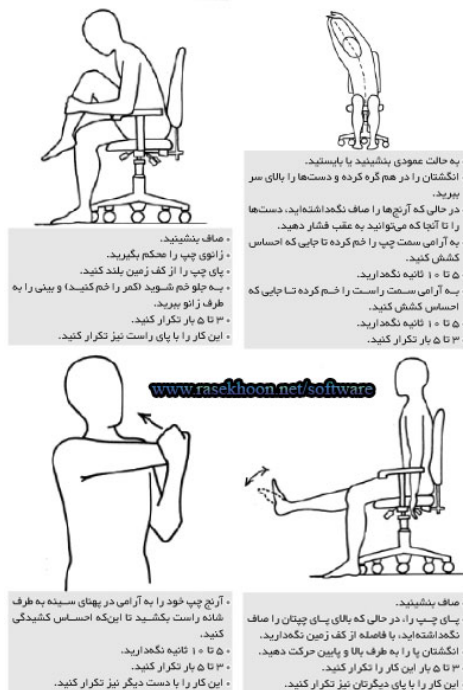 به حالت عمودی بنشینید یا بایستید.
انگشتان را در هم گره کرده و دست‌ها را بالای سر
ببرید.
در حالی که آرنج‌ها را صاف نگه‌داشته‌اید، دست‌ها
را تا آنجا که می‌توانید به عقب فشار دهید.
به آرامی سمت چپ را خم کرده تا جایی که احساس
کشش کنید.
۵ تا ۱۰ ثانیه نگه‌دارید.
به آرامی سمت راست را خم کرده تا جایی که
احساس کشش کنید.
۵ تا ۱۰ ثانیه نگه‌دارید.
۳ تا ۵ بار تکرار کنید.
• صاف بنشینید.
• زانوی چپ را محکم بگیرید.
• پای چپ را از کف زمین بلند کنید.
• به جلو خم شوید (کمر را خم کنید) و بینی را به
طرف زانو ببرید.
• ۳ تا ۵ بار تکرار کنید.
• این کار را با پای راست نیز تکرار کنید.
www.rasekhoon.net/software
صاف بنشینید.
پای چپ را، در حالی که بالای پای چپتان را صاف
نگه‌داشته‌اید، با فاصله از کف زمین نگه‌دارید.
انگشتان پا را به طرف بالا و پایین حرکت دهید.
۳ تا ۵ بار این کار را تکرار کنید.
این کار را با پای دیگرتان نیز تکرار کنید.
• آرنج چپ خود را به آرامی در پهنای سینه به طرف
شانه راست بکشید تا این‌که احساس کشیدگی
کنید.
• ۵ تا ۱۰ ثانیه نگه‌دارید.
• ۳ تا ۵ بار تکرار کنید.
• این کار را با دست دیگر نیز تکرار کنید.